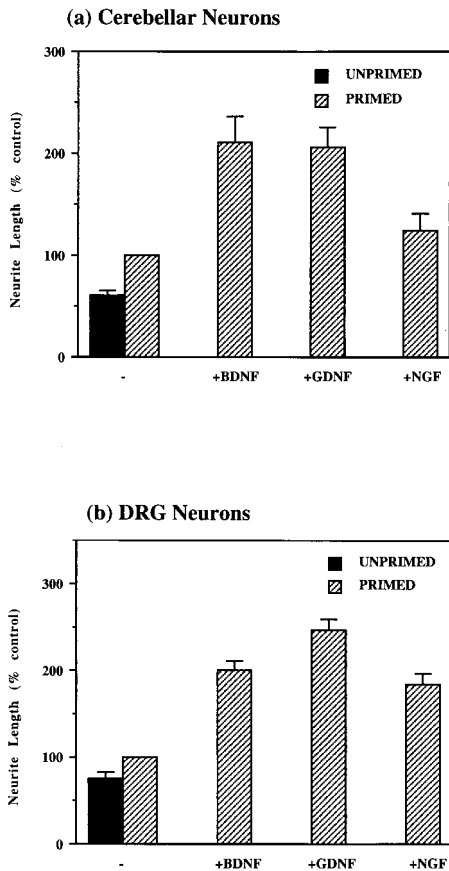 (a) Cerebellar Neurons
Neurite Length (% control)
300
200
100
0
UNPRIMED
PRIMED
-
+BDNF
+GDNF
+NGF
(b) DRG Neurons
Neurite Length (% control)
300
200
100
0
UNPRIMED
PRIMED
-
+BDNF
+GDNF
+NGF